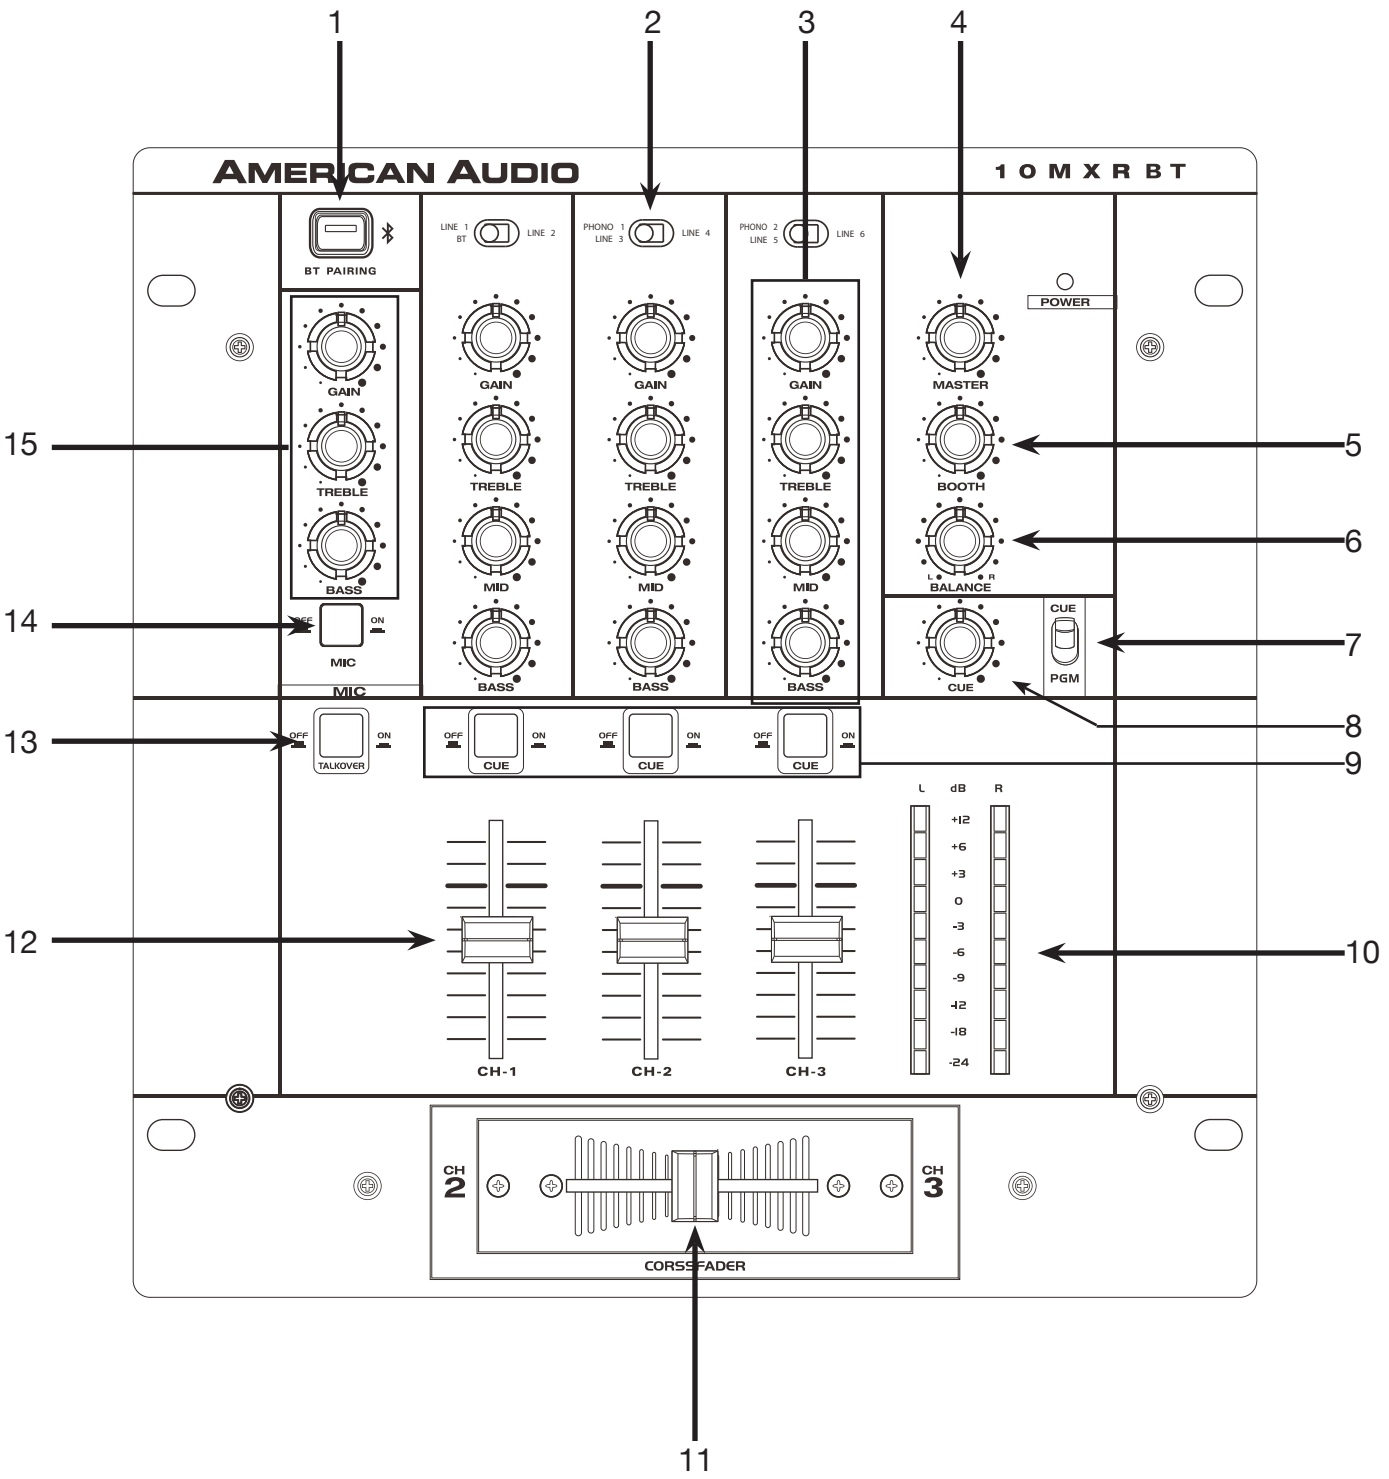 1 2 3 4
AMERICAN AUDIO 10MXRBT
BT PAIRING
LINE 1 BT LINE 2
PHONO 1 LINE 3 LINE 4
PHONO 2 LINE 5 LINE 6
POWER
GAIN GAIN GAIN GAIN MASTER
15 5
TREBLE TREBLE TREBLE TREBLE BOOTH
6
L R
BASS MID MID MID BALANCE
14 OFF ON CUE 7
MIC PGM
MIC BASS BASS BASS CUE
8
13 OFF ON OFF ON OFF ON OFF ON
TALKOVER CUE CUE CUE 9
L dB R
+12
+6
+3
0
-3
12 -6 10
-9
-12
-18
-24
CH-1 CH-2 CH-3
CH 2 CH 3
CORSSFADER
11